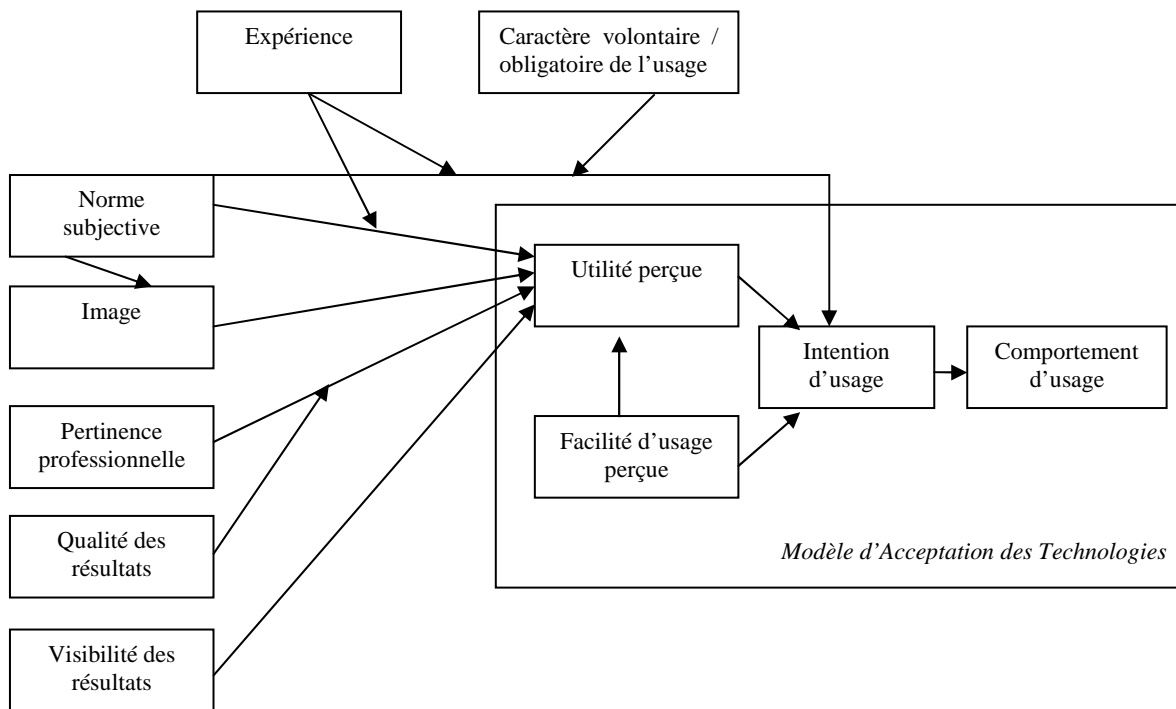 Expérience
Caractère volontaire /
obligatoire de l'usage
Norme
subjective
Utilité perçue
Image
Intention
d'usage
Comportement
d'usage
Pertinence
professionnelle
Facilité d'usage
perçue
Qualité des
résultats
Modèle d'Acceptation des Technologies
Visibilité des
résultats